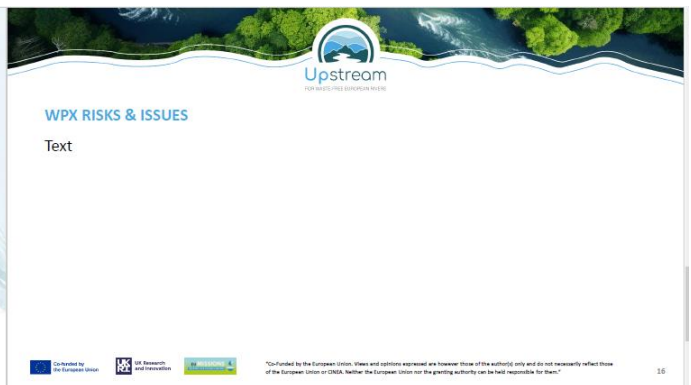 Upstream
FOR WASTE-FREE EUROPEAN RIVERS
WPX RISKS & ISSUES
Text
Co-funded by
the European Union
UK Research
and Innovation
EU MISSIONS
"Co-Funded by the European Union. Views and opinions expressed are however those of the author(s) only and do not necessarily reflect those
of the European Union or CINEA. Neither the European Union nor the granting authority can be held responsible for them."
16